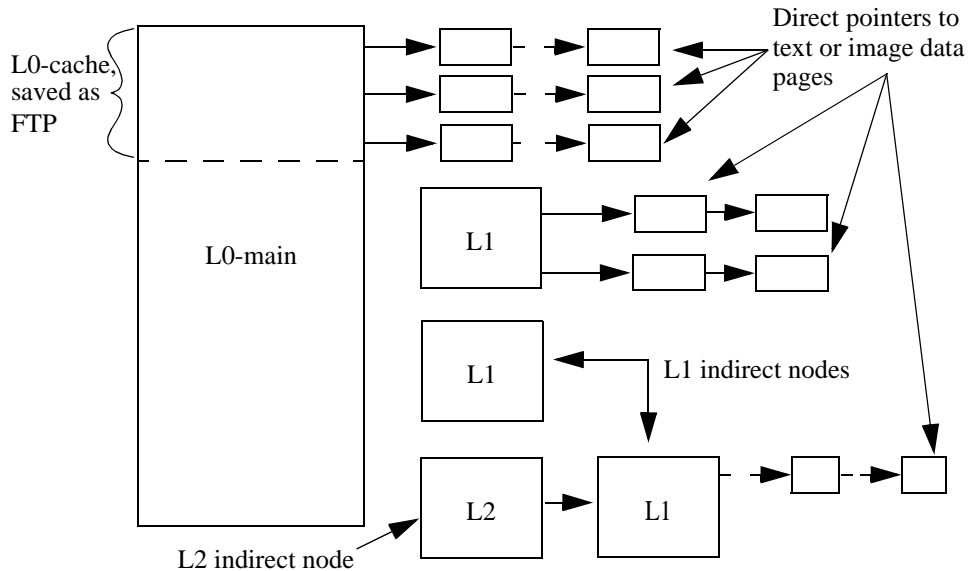 L0-cache,
saved as
FTP
L0-main
Direct pointers to
text or image data
pages
L1
L1
L1 indirect nodes
L2
L1
L2 indirect node